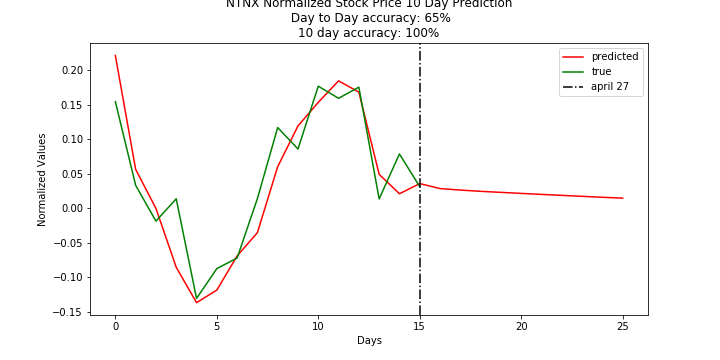 NTNX Normalized Stock Price 10 Day Prediction
Day to Day accuracy: 65%
10 day accuracy: 100%
predicted
true
april 27
0.20
0.15
0.10
0.05
0.00
−0.05
−0.10
−0.15
Normalized Values
0 5 10 15 20 25
Days